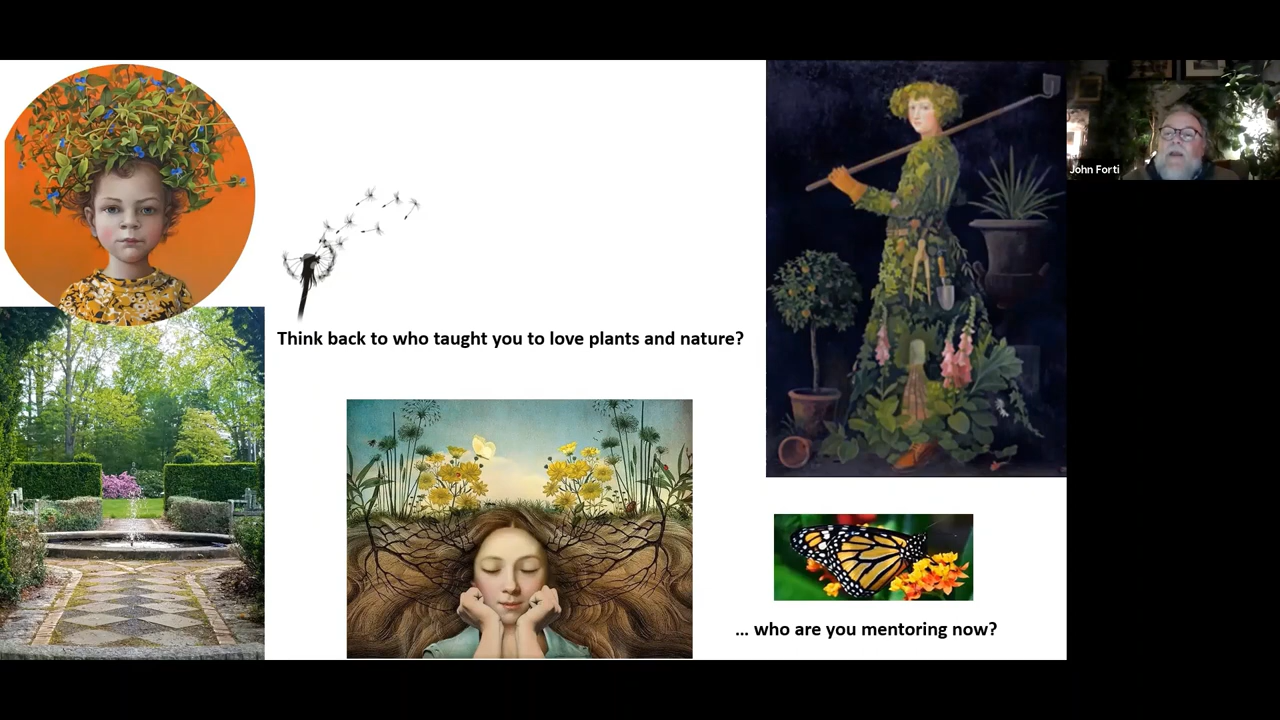 John Forti
Think back to who taught you to love plants and nature?
... who are you mentoring now?